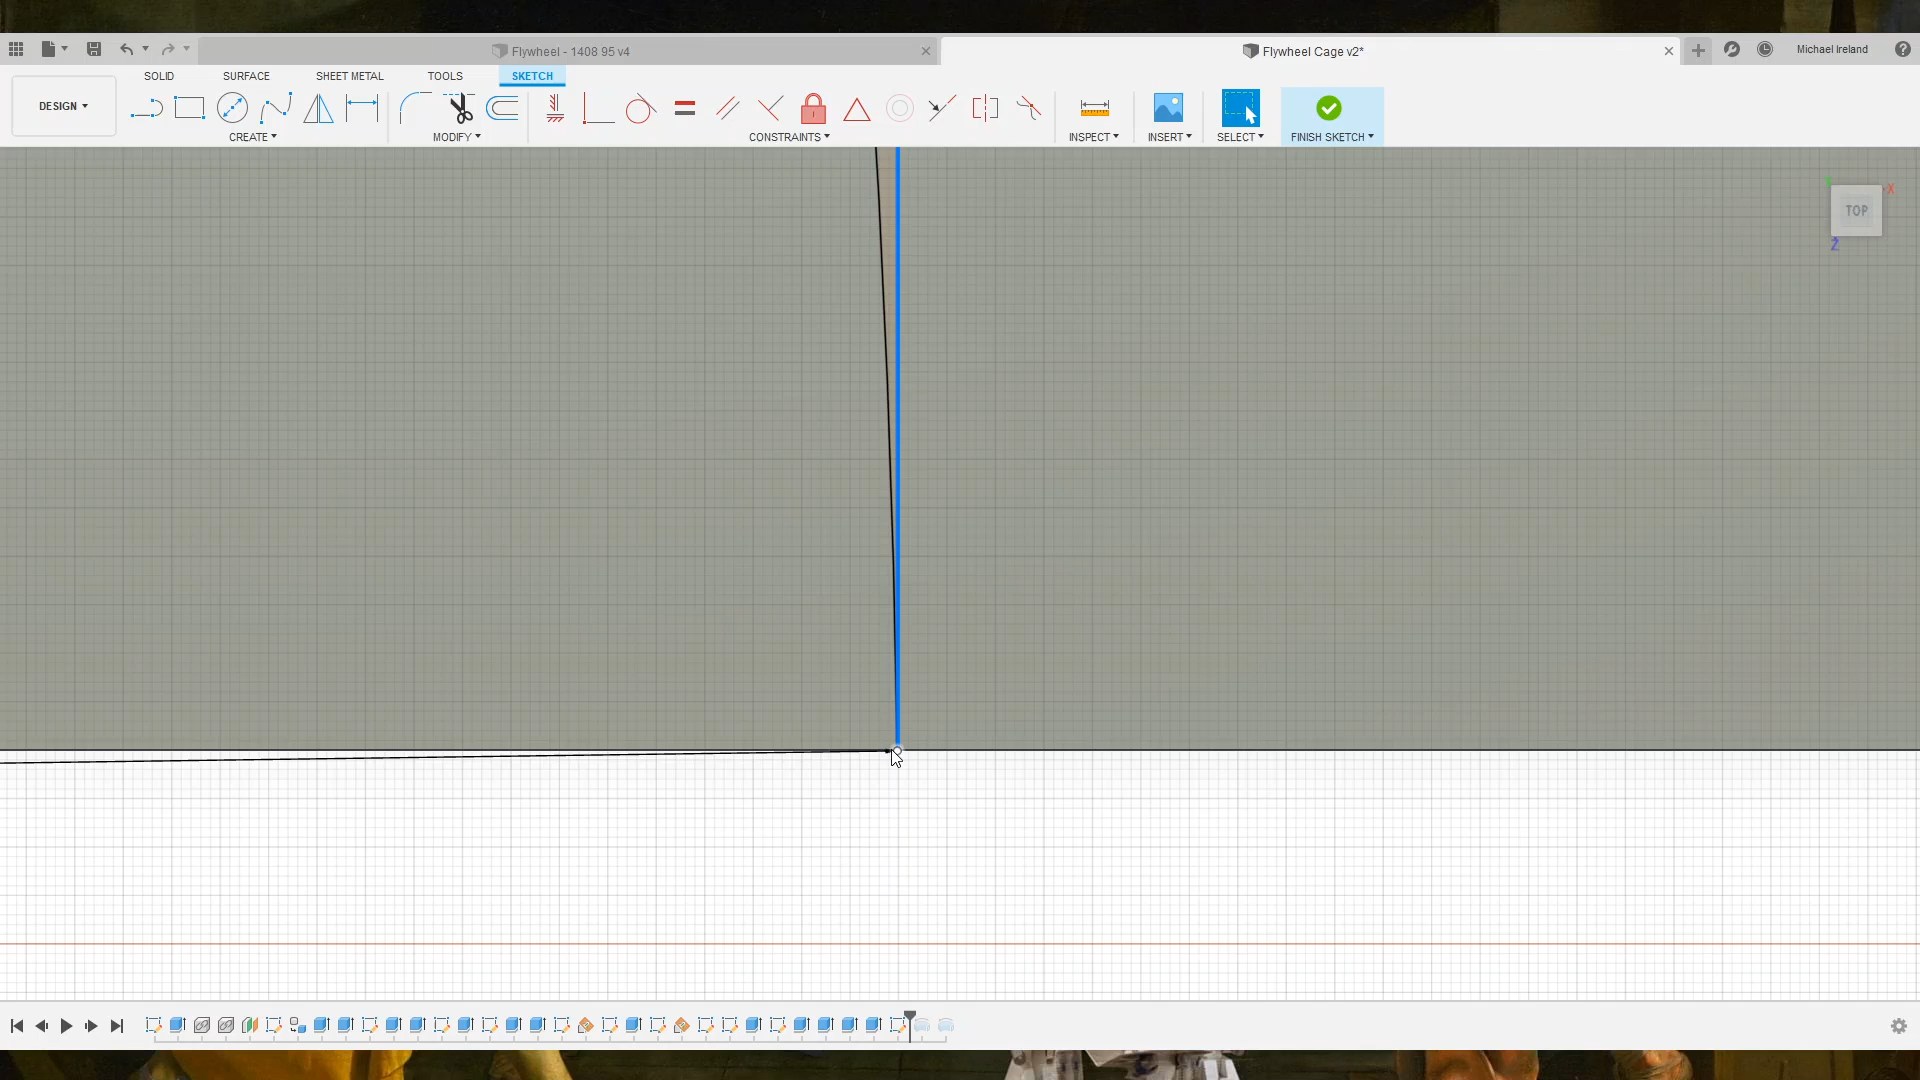 Flywheel - 1408 95 v4
Flywheel Cage v2*
Michael Ireland
SOLID
SURFACE
SHEET METAL
TOOLS
SKETCH
DESIGN
CREATE
MODIFY
CONSTRAINTS
INSPECT
INSERT
SELECT
FINISH SKETCH
X
TOP
Z